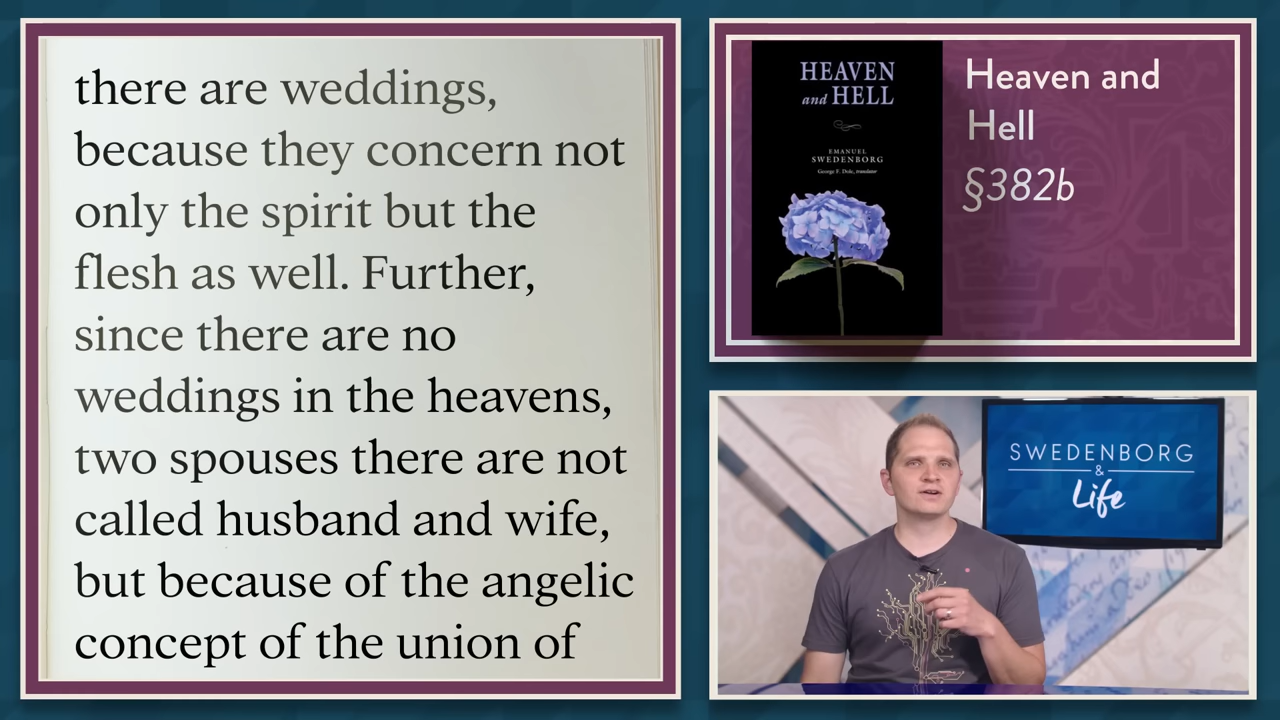 there are weddings,
because they concern not
only the spirit but the
flesh as well. Further,
since there are no
weddings in the heavens,
two spouses there are not
called husband and wife,
but because of the angelic
concept of the union of
HEAVEN
and HELL
EMANUEL
SWEDENBORG
George F. Dole, translator
Heaven and
Hell
§382b
SWEDENBORG
&
Life